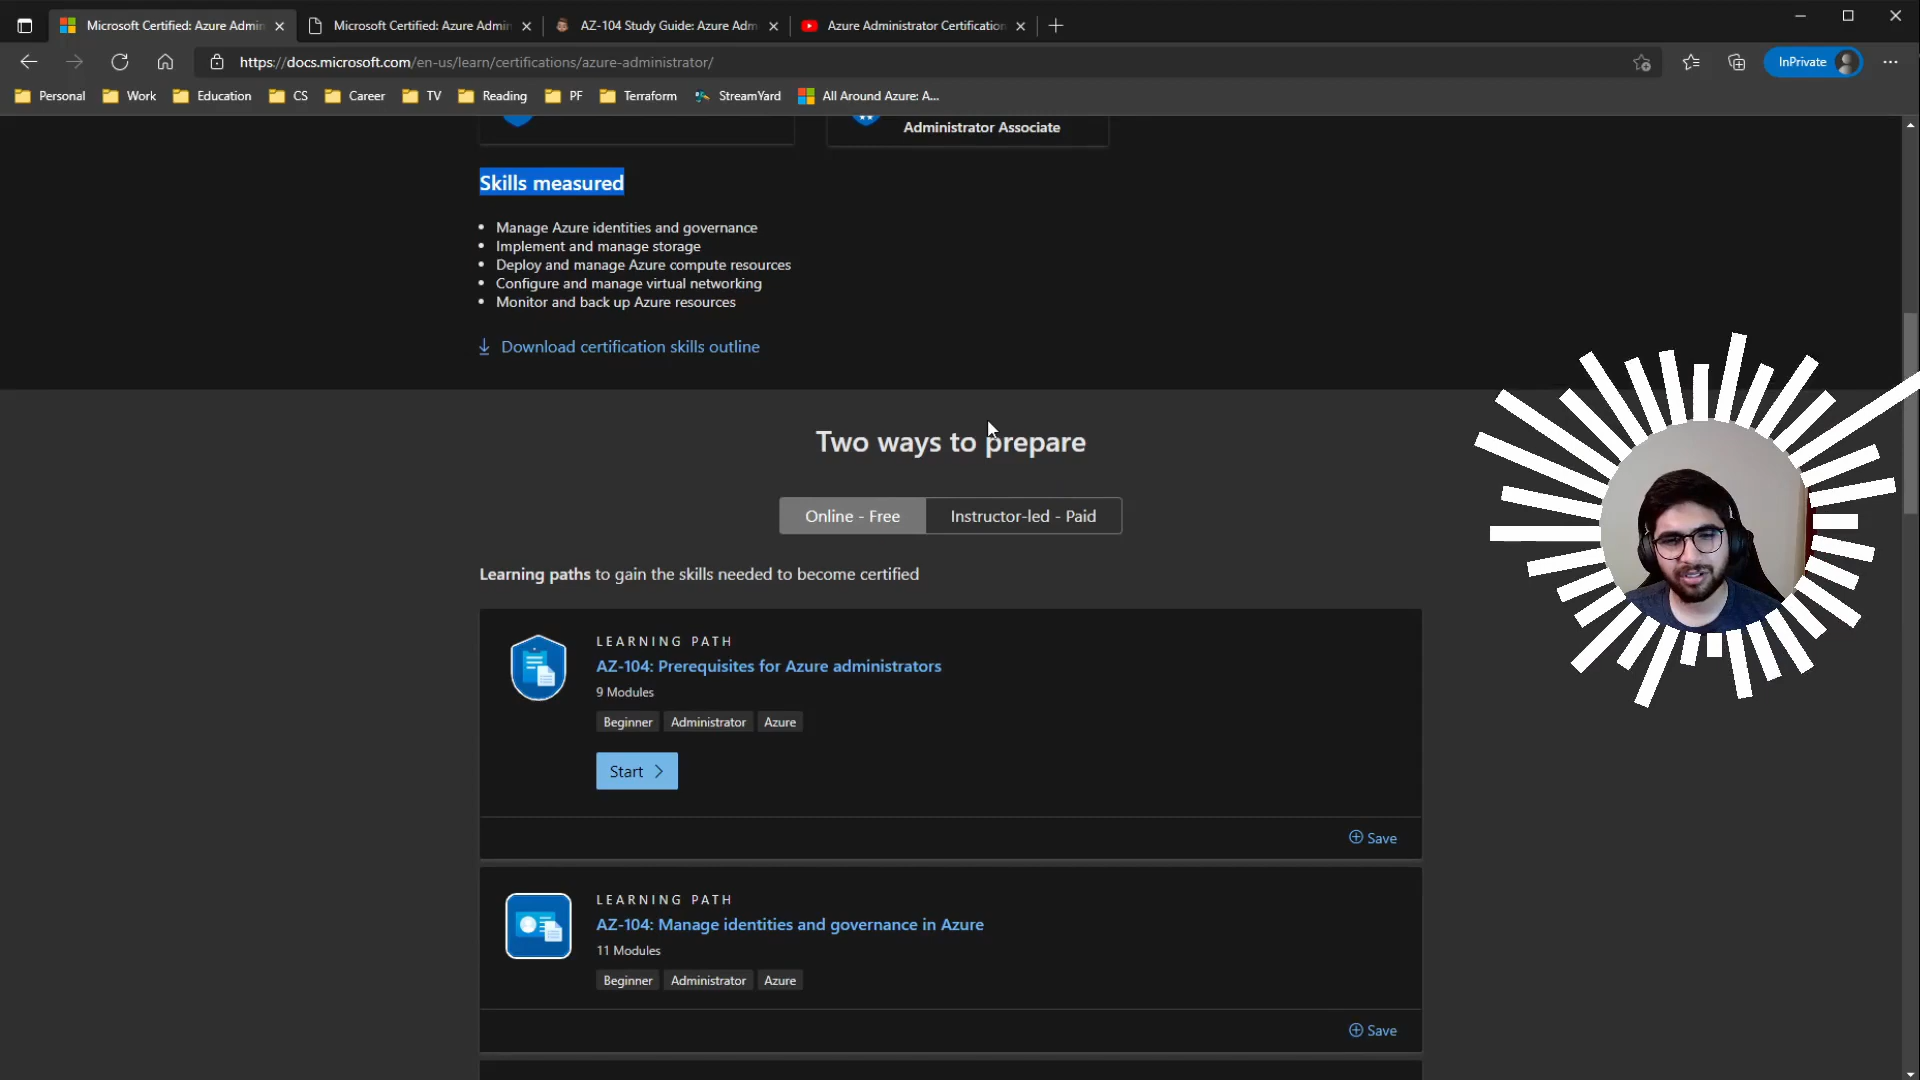 Microsoft Certified: Azure Admin
Microsoft Certified: Azure Admin
AZ-104 Study Guide: Azure Adm
Azure Administrator Certification
https://docs.microsoft.com/en-us/learn/certifications/azure-administrator/
InPrivate
Personal
Work
Education
CS
Career
TV
Reading
PF
Terraform
StreamYard
All Around Azure: A...
Administrator Associate
Skills measured
• Manage Azure identities and governance
• Implement and manage storage
• Deploy and manage Azure compute resources
• Configure and manage virtual networking
• Monitor and back up Azure resources
Download certification skills outline
Two ways to prepare
Online - Free
Instructor-led - Paid
Learning paths to gain the skills needed to become certified
LEARNING PATH
AZ-104: Prerequisites for Azure administrators
9 Modules
Beginner Administrator Azure
Start
Save
LEARNING PATH
AZ-104: Manage identities and governance in Azure
11 Modules
Beginner Administrator Azure
Save